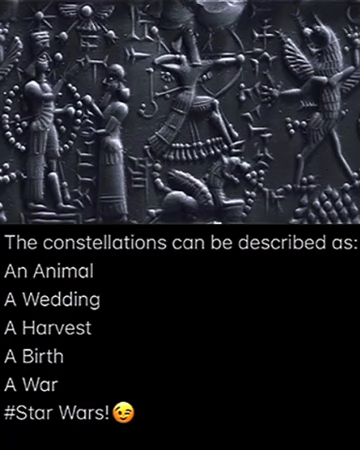 The constellations can be described as:
An Animal
A Wedding
A Harvest
A Birth
A War
#Star Wars!😉